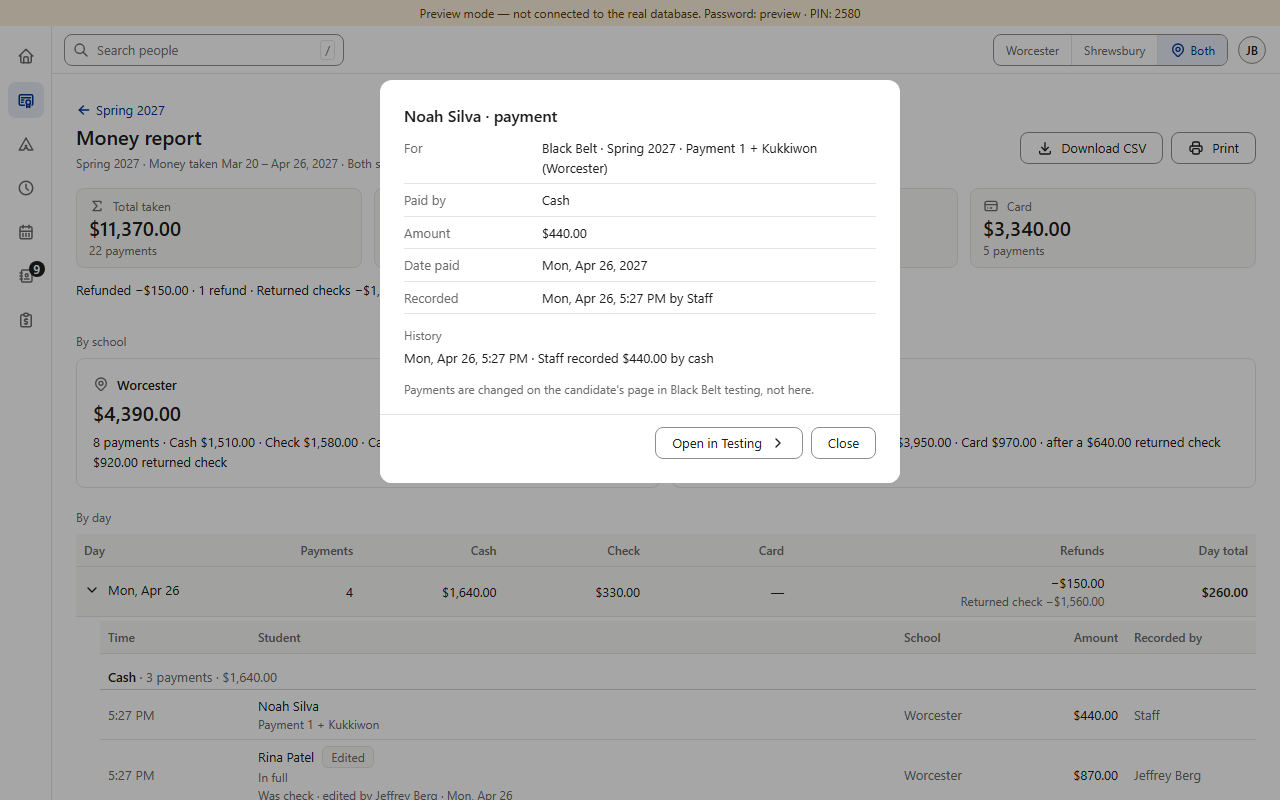 Preview mode — not connected to the real database. Password: preview · PIN: 2580
Search people
/
Worcester
Shrewsbury
Both
JB
9
Spring 2027
Money report
Spring 2027 · Money taken Mar 20 – Apr 26, 2027 · Both s
Download CSV
Print
Total taken
$11,370.00
22 payments
Card
$3,340.00
5 payments
Refunded −$150.00 · 1 refund · Returned checks −$1,
By school
Worcester
$4,390.00
8 payments · Cash $1,510.00 · Check $1,580.00 · Ca
$920.00 returned check
$3,950.00 · Card $970.00 · after a $640.00 returned check
Noah Silva · payment
For
Black Belt · Spring 2027 · Payment 1 + Kukkiwon
(Worcester)
Paid by
Cash
Amount
$440.00
Date paid
Mon, Apr 26, 2027
Recorded
Mon, Apr 26, 5:27 PM by Staff
History
Mon, Apr 26, 5:27 PM · Staff recorded $440.00 by cash
Payments are changed on the candidate's page in Black Belt testing, not here.
Open in Testing
Close
By day
Day
Payments
Cash
Check
Card
Refunds
Day total
Mon, Apr 26
4
$1,640.00
$330.00
—
−$150.00
Returned check −$1,560.00
$260.00
Time
Student
School
Amount
Recorded by
Cash · 3 payments · $1,640.00
5:27 PM
Noah Silva
Payment 1 + Kukkiwon
Worcester
$440.00
Staff
5:27 PM
Rina Patel
Edited
In full
Was check · edited by Jeffrey Berg · Mon, Apr 26
Worcester
$870.00
Jeffrey Berg